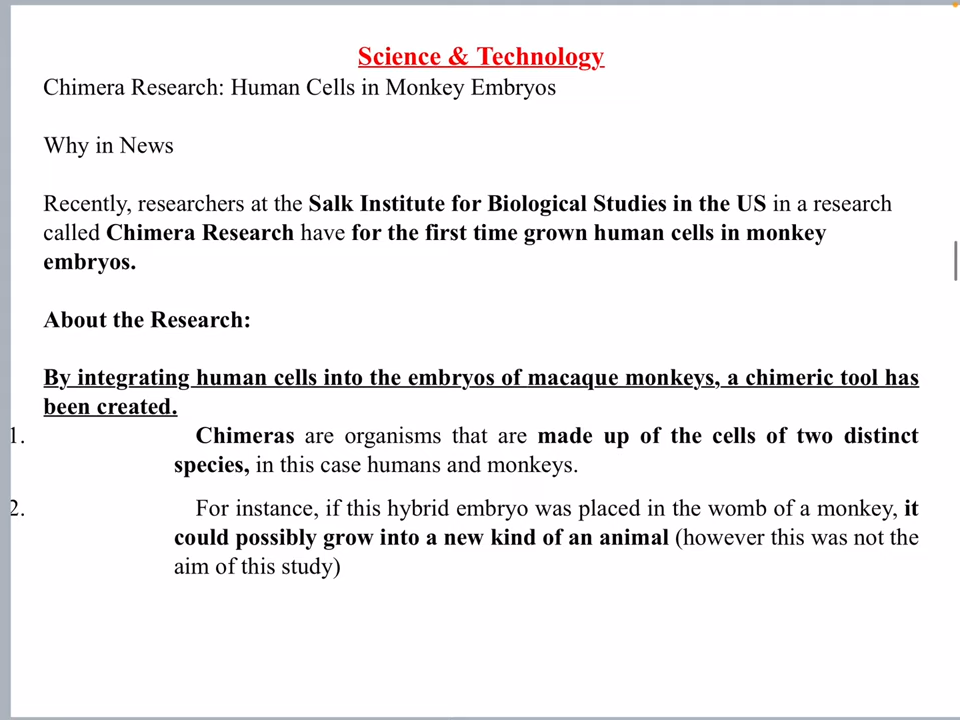 Science & Technology
Chimera Research: Human Cells in Monkey Embryos
Why in News
Recently, researchers at the Salk Institute for Biological Studies in the US in a research
called Chimera Research have for the first time grown human cells in monkey
embryos.
About the Research:
By integrating human cells into the embryos of macaque monkeys, a chimeric tool has
been created.
1. Chimeras are organisms that are made up of the cells of two distinct
species, in this case humans and monkeys.
2. For instance, if this hybrid embryo was placed in the womb of a monkey, it
could possibly grow into a new kind of an animal (however this was not the
aim of this study)